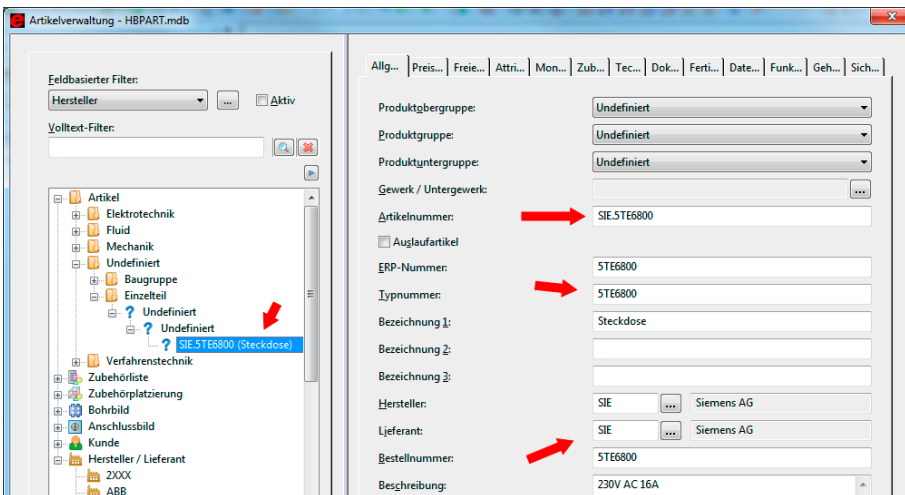 Artikelverwaltung - HBPART.mdb
Feldbasierter Filter:
Hersteller
...
Aktiv
Volltext-Filter:
Artikel
Elektrotechnik
Fluid
Mechanik
Undefiniert
Baugruppe
Einzelteil
? Undefiniert
? Undefiniert
? SIE.5TE6800 (Steckdose)
Verfahrenstechnik
Zubehörliste
Zubehörplatzierung
Bohrbild
Anschlussbild
Kunde
Hersteller / Lieferant
2XXX
ABB
Allg... Preis... Freie... Attri... Mon... Zub... Tec... Dok... Ferti... Date... Funk... Geh... Sich...
Produktobergruppe: Undefiniert
Produktgruppe: Undefiniert
Produktuntergruppe: Undefiniert
Gewerk / Untergewerk: ...
Artikelnummer: SIE.5TE6800
Auslaufartikel
ERP-Nummer: 5TE6800
Typnummer: 5TE6800
Bezeichnung 1: Steckdose
Bezeichnung 2:
Bezeichnung 3:
Hersteller: SIE ... Siemens AG
Lieferant: SIE ... Siemens AG
Bestellnummer: 5TE6800
Beschreibung: 230V AC 16A